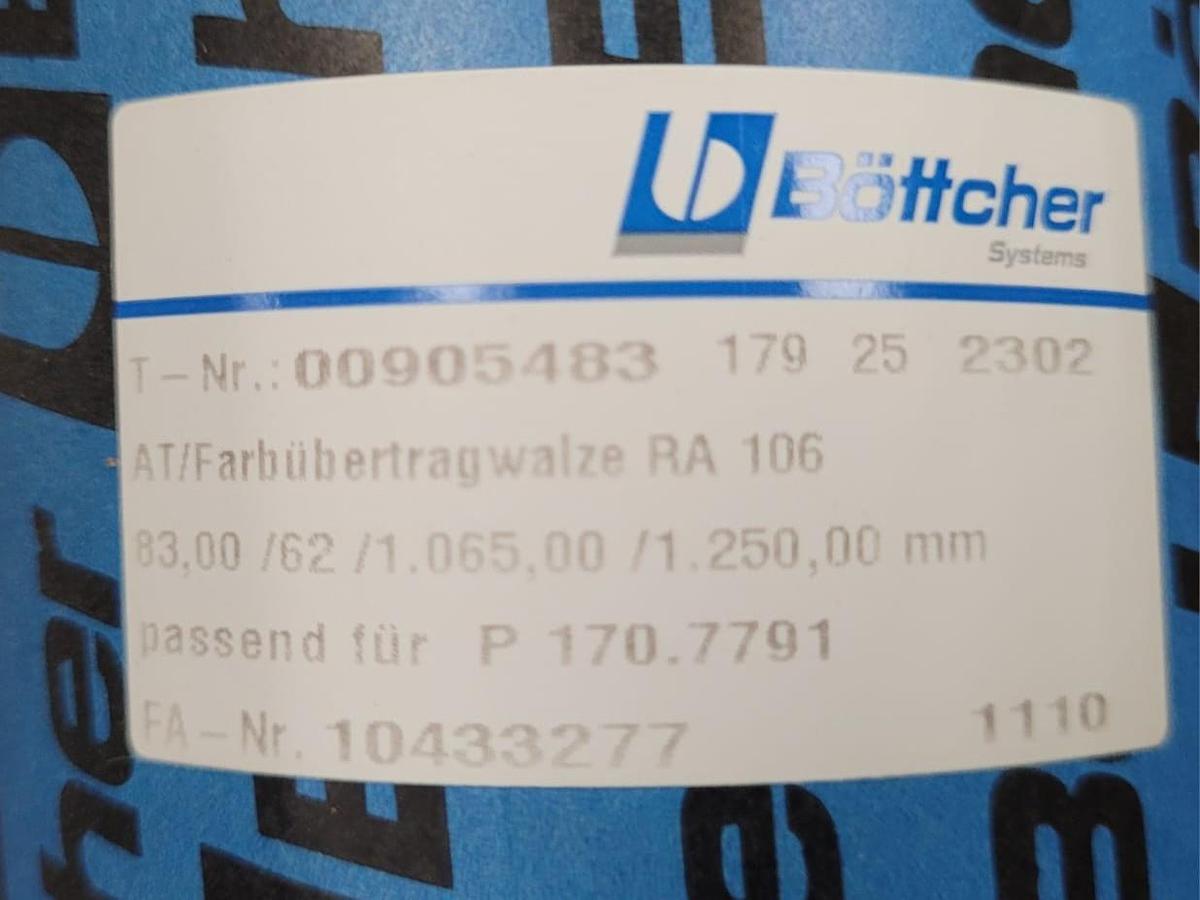 Böttcher
Systems
T-Nr.: 00905483 179 25 2302
AT/Farbübertragwalze RA 106
83,00 /62 /1.065,00 /1.250,00 mm
passend für P 170.7791
FA-Nr. 10433277 1110